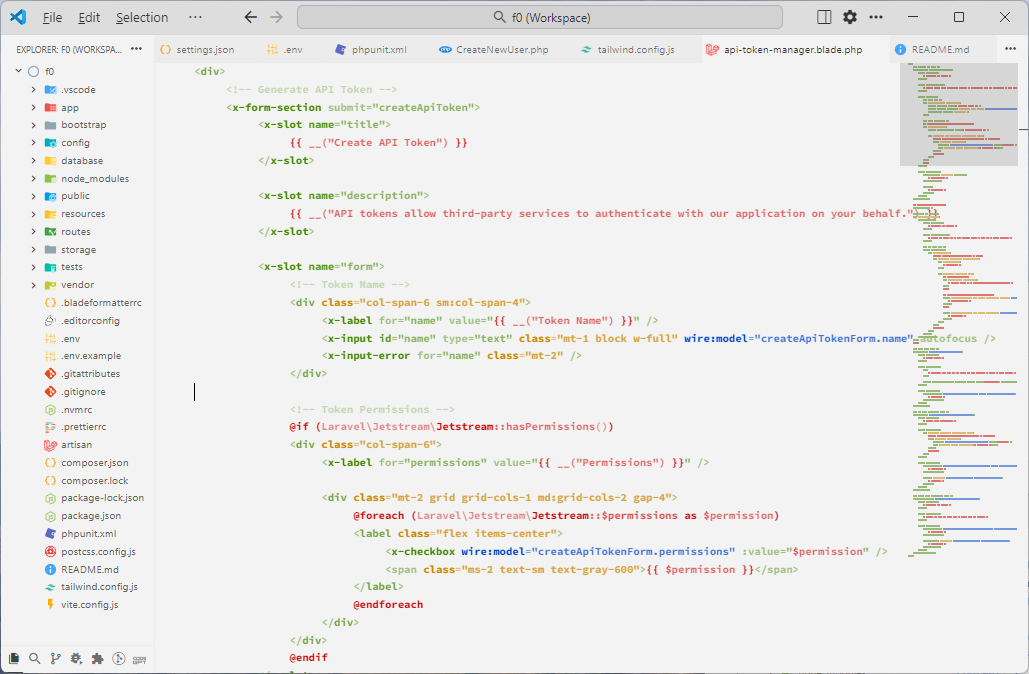 File Edit Selection ··· f0 (Workspace)
EXPLORER: F0 (WORKSPA... ···
settings.json .env phpunit.xml CreateNewUser.php tailwind.config.js api-token-manager.blade.php README.md ···
f0
.vscode
app
bootstrap
config
database
node_modules
public
resources
routes
storage
tests
vendor
.bladeformatterrc
.editorconfig
.env
.env.example
.gitattributes
.gitignore
.nvmrc
.prettierrc
artisan
composer.json
composer.lock
package-lock.json
package.json
phpunit.xml
postcss.config.js
README.md
tailwind.config.js
vite.config.js
<div>
<!-- Generate API Token -->
<x-form-section submit="createApiToken">
<x-slot name="title">
{{ __("Create API Token") }}
</x-slot>
<x-slot name="description">
{{ __("API tokens allow third-party services to authenticate with our application on your behalf.") }}
</x-slot>
<x-slot name="form">
<!-- Token Name -->
<div class="col-span-6 sm:col-span-4">
<x-label for="name" value="{{ __("Token Name") }}" />
<x-input id="name" type="text" class="mt-1 block w-full" wire:model="createApiTokenForm.name" autofocus />
<x-input-error for="name" class="mt-2" />
</div>
<!-- Token Permissions -->
@if (Laravel\Jetstream\Jetstream::hasPermissions())
<div class="col-span-6">
<x-label for="permissions" value="{{ __("Permissions") }}" />
<div class="mt-2 grid grid-cols-1 md:grid-cols-2 gap-4">
@foreach (Laravel\Jetstream\Jetstream::$permissions as $permission)
<label class="flex items-center">
<x-checkbox wire:model="createApiTokenForm.permissions" :value="$permission" />
<span class="ms-2 text-sm text-gray-600">{{ $permission }}</span>
</label>
@endforeach
</div>
</div>
@endif